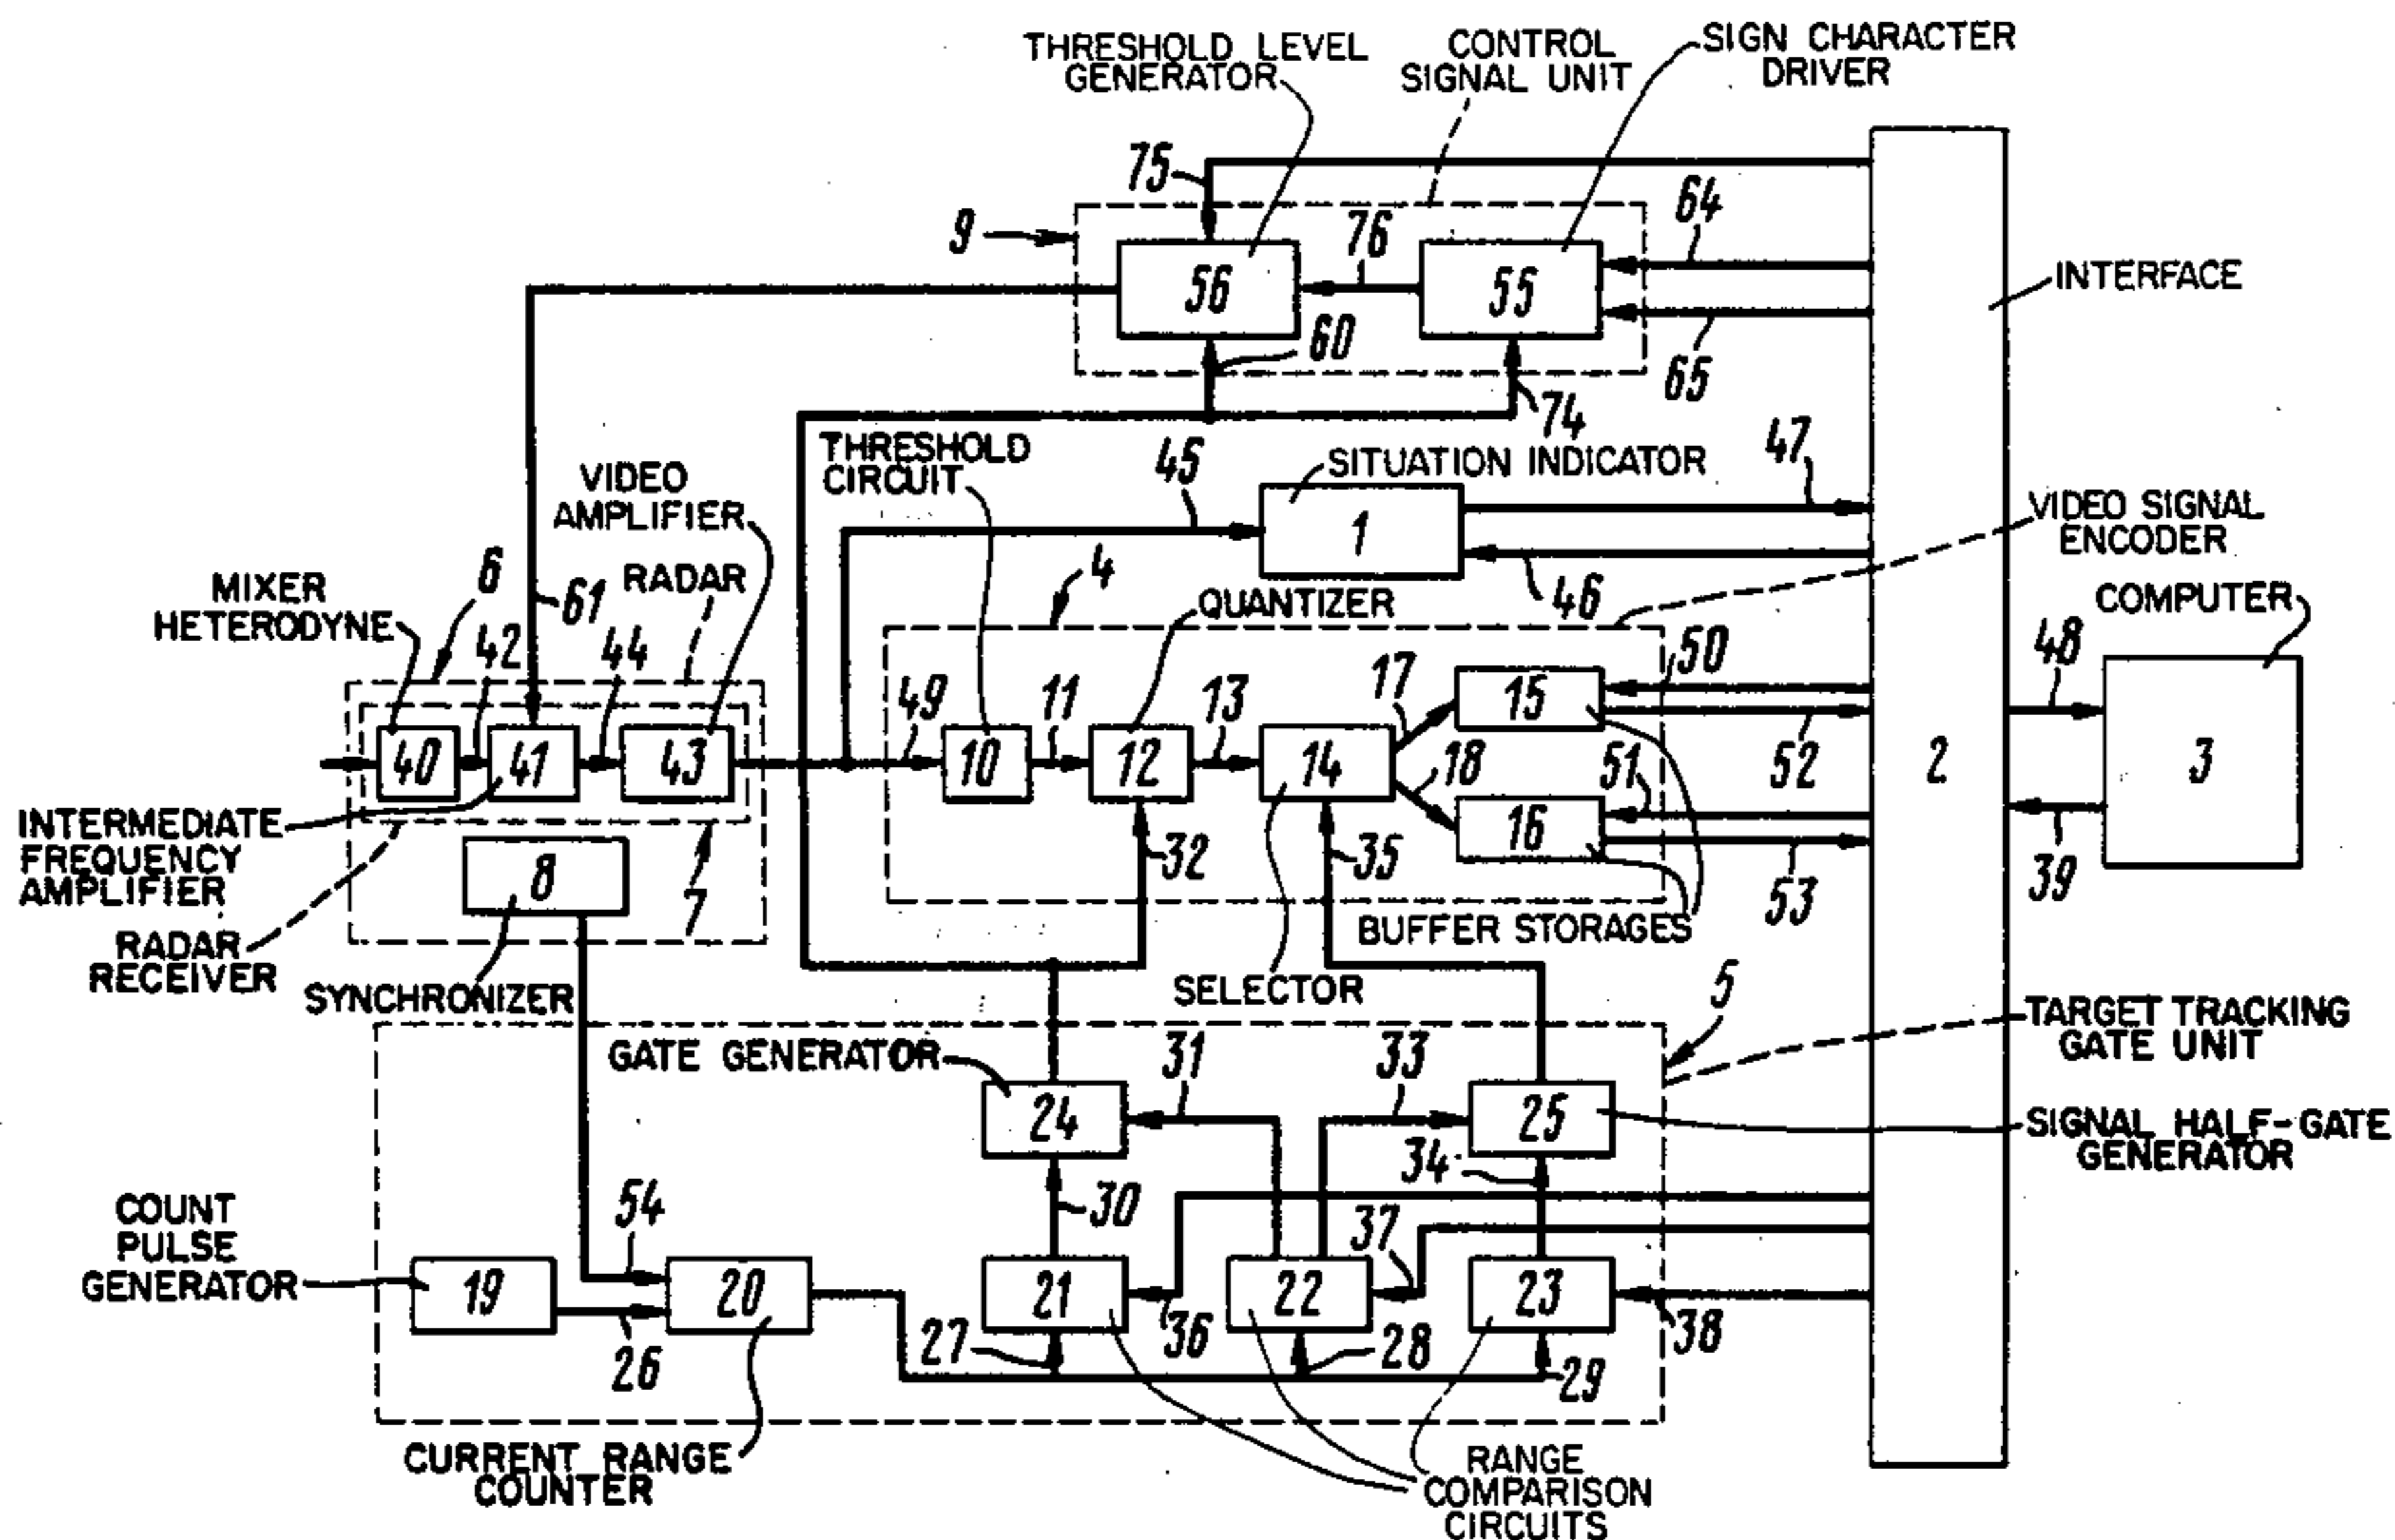 THRESHOLD LEVEL
GENERATOR
CONTROL
SIGNAL UNIT
SIGN CHARACTER
DRIVER
75
9
76
64
56
55
INTERFACE
60
65
74
THRESHOLD
CIRCUIT
45
SITUATION INDICATOR
47
VIDEO
AMPLIFIER
1
VIDEO SIGNAL
ENCODER
6
RADAR
4
46
MIXER
HETERODYNE
61
QUANTIZER
COMPUTER
42
44
49
11
13
17
15
50
48
40
41
43
10
12
14
18
52
2
3
51
16
INTERMEDIATE
FREQUENCY
AMPLIFIER
8
7
32
35
53
39
RADAR
RECEIVER
BUFFER STORAGES
SYNCHRONIZER
SELECTOR
5
TARGET TRACKING
GATE UNIT
GATE GENERATOR
31
33
24
25
SIGNAL HALF-GATE
GENERATOR
34
COUNT
PULSE
GENERATOR
54
30
37
19
20
21
22
23
26
27
36
28
29
38
CURRENT RANGE
COUNTER
RANGE
COMPARISON
CIRCUITS